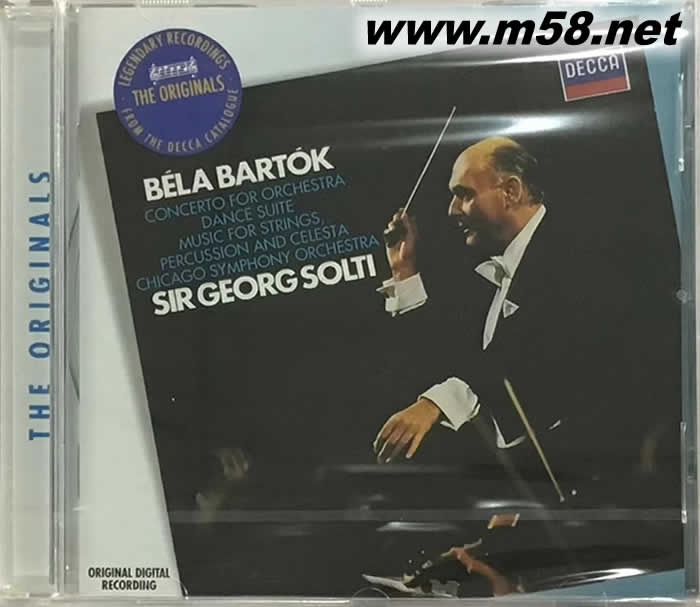 www.m58.net
LEGENDARY RECORDINGS
THE ORIGINALS
FROM THE DECCA CATALOGUE
DECCA
BÉLA BARTÓK
CONCERTO FOR ORCHESTRA
DANCE SUITE
MUSIC FOR STRINGS,
PERCUSSION AND CELESTA
CHICAGO SYMPHONY ORCHESTRA
SIR GEORG SOLTI
THE ORIGINALS
ORIGINAL DIGITAL
RECORDING